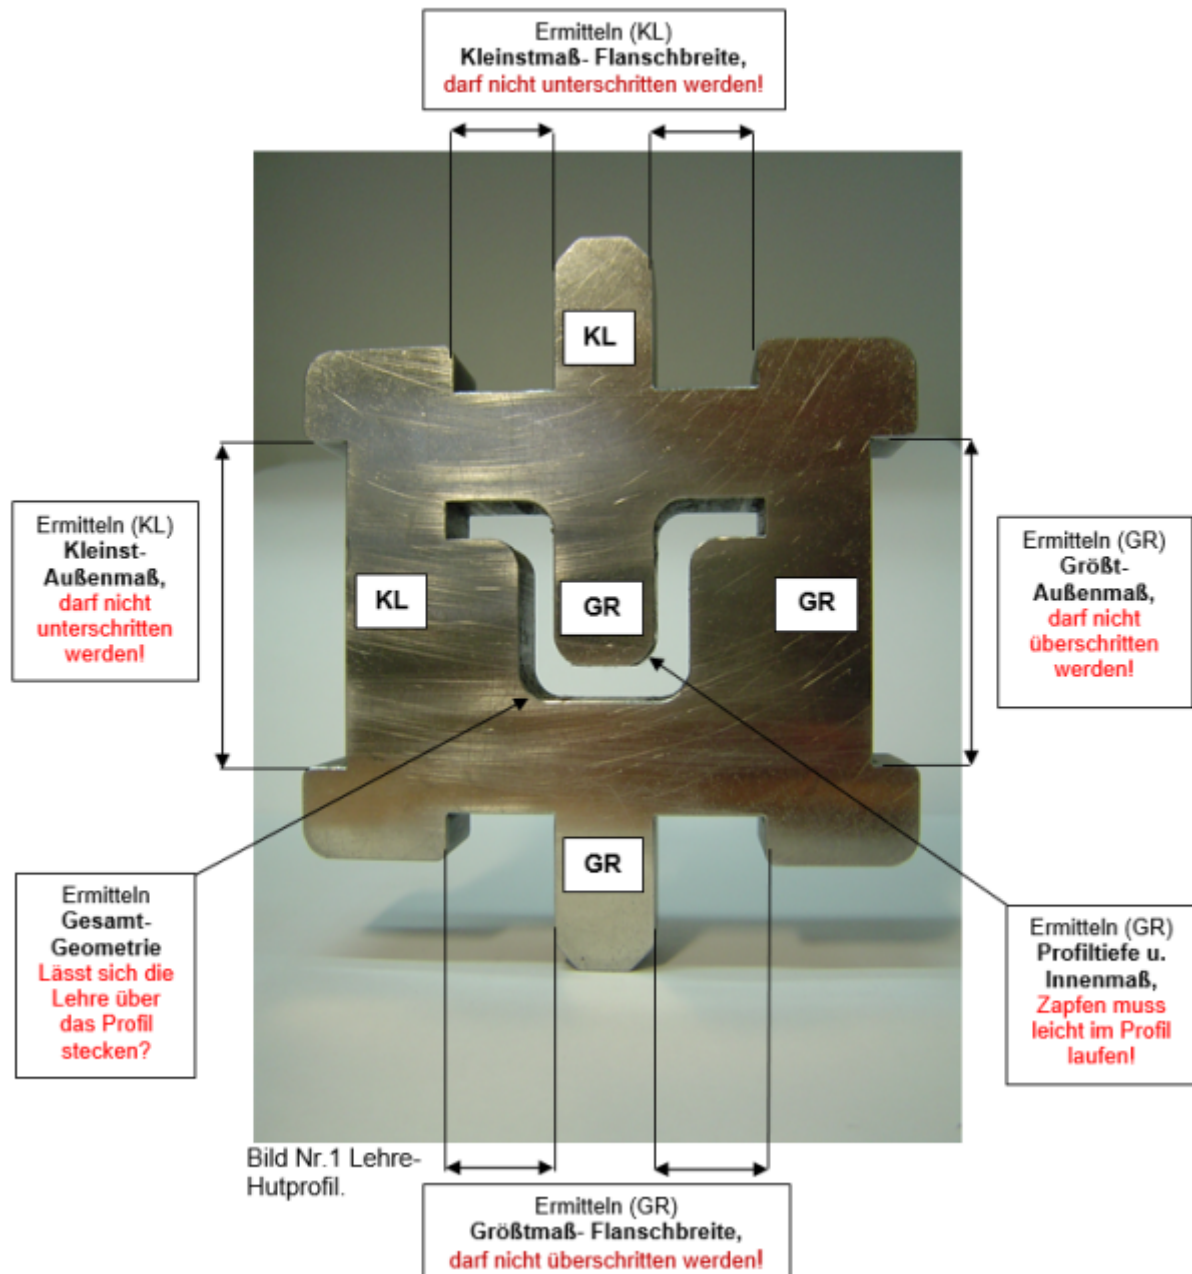 Ermitteln (KL)
Kleinstmaß- Flanschbreite,
darf nicht unterschritten werden!
KL
Ermitteln (KL)
Kleinst-
Außenmaß,
darf nicht
unterschritten
werden!
KL
GR
GR
Ermitteln (GR)
Größt-
Außenmaß,
darf nicht
überschritten
werden!
GR
Ermitteln
Gesamt-
Geometrie
Lässt sich die
Lehre über
das Profil
stecken?
Ermitteln (GR)
Profiltiefe u.
Innenmaß,
Zapfen muss
leicht im Profil
laufen!
Bild Nr.1 Lehre-
Hutprofil.
Ermitteln (GR)
Größtmaß- Flanschbreite,
darf nicht überschritten werden!